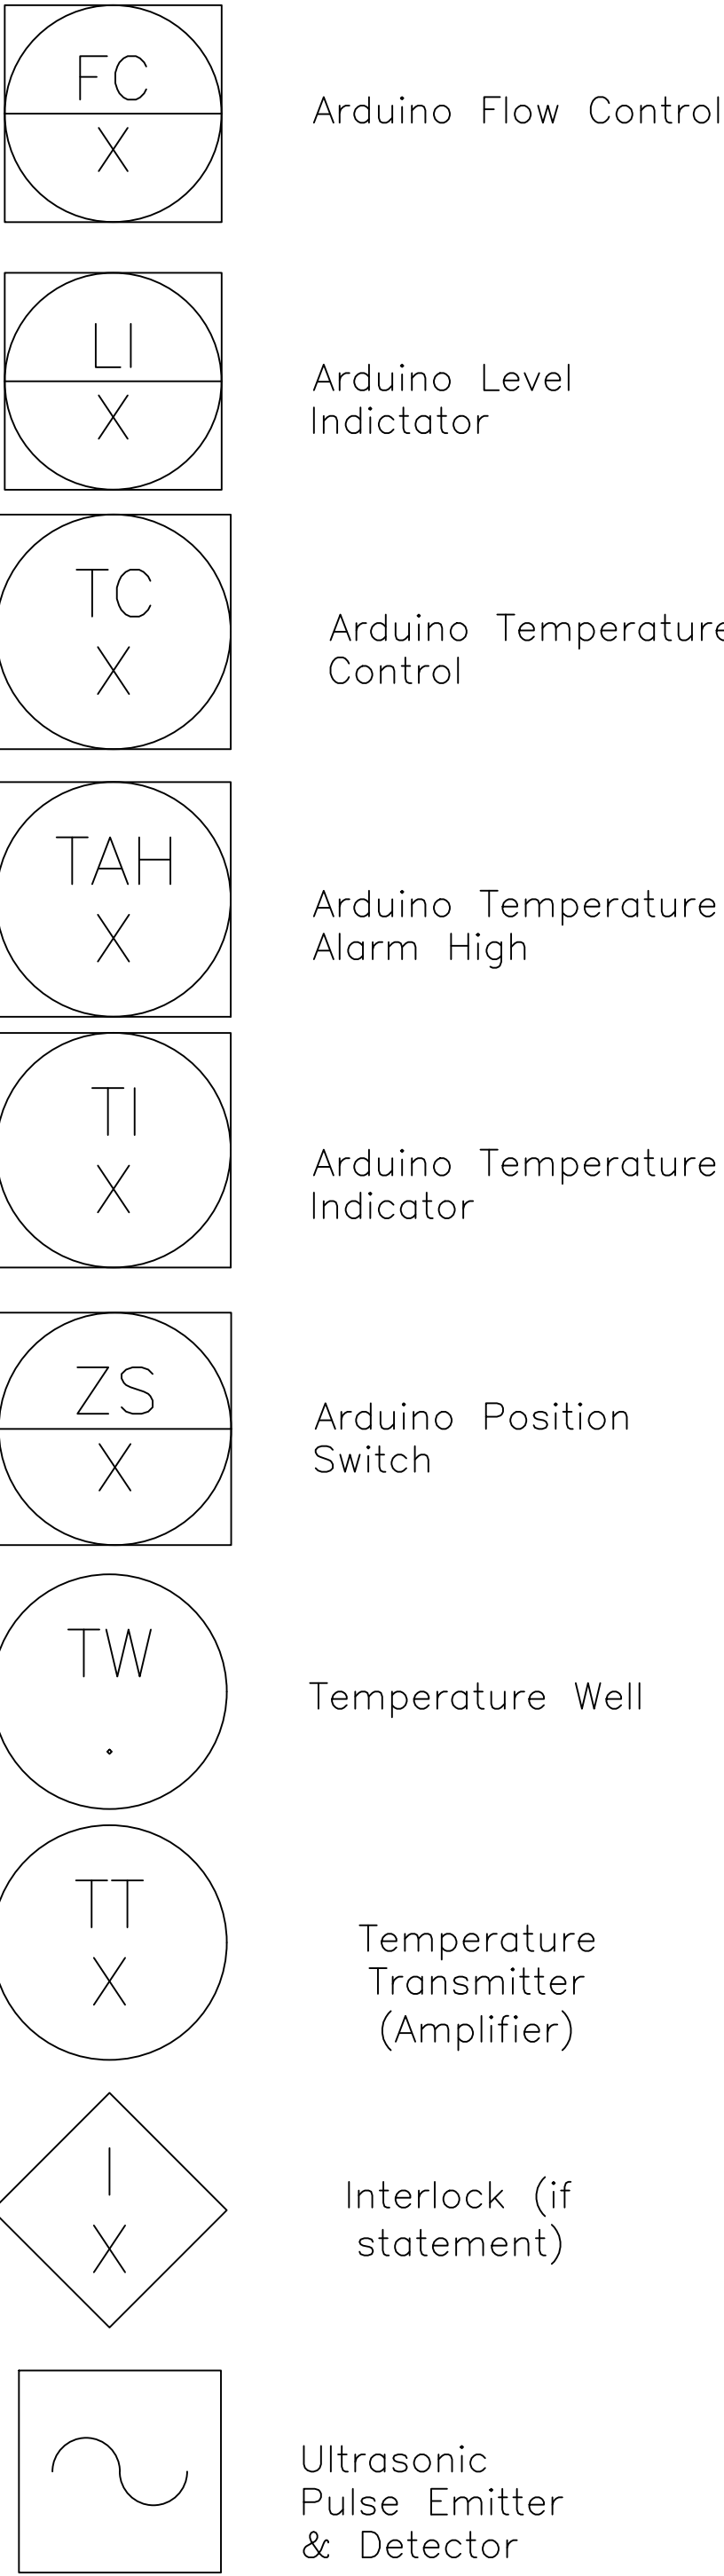 FC
X
Arduino Flow Control
LI
X
Arduino Level
Indictator
TC
X
Arduino Temperature
Control
TAH
X
Arduino Temperature
Alarm High
TI
X
Arduino Temperature
Indicator
ZS
X
Arduino Position
Switch
TW
Temperature Well
TT
X
Temperature
Transmitter
(Amplifier)
I
X
Interlock (if
statement)
Ultrasonic
Pulse Emitter
& Detector